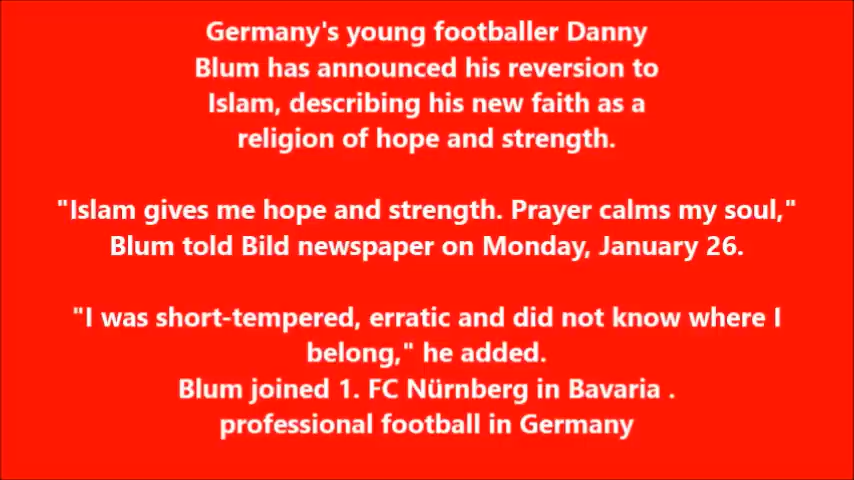 Germany's young footballer Danny
Blum has announced his reversion to
Islam, describing his new faith as a
religion of hope and strength.
"Islam gives me hope and strength. Prayer calms my soul,"
Blum told Bild newspaper on Monday, January 26.
"I was short-tempered, erratic and did not know where I
belong," he added.
Blum joined 1. FC Nürnberg in Bavaria .
professional football in Germany